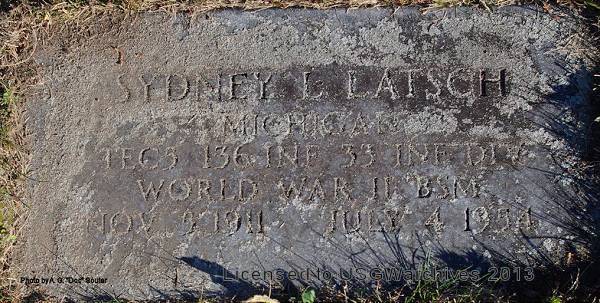 SYDNEY L LATSCH
MICHIGAN
TEC5 136 INF 33 INF DIV
WORLD WAR II BSM
NOV 9 1911 JULY 4 1954
Photo by A. G. "Doc" Souter
Licensed to USGWarchives 2013